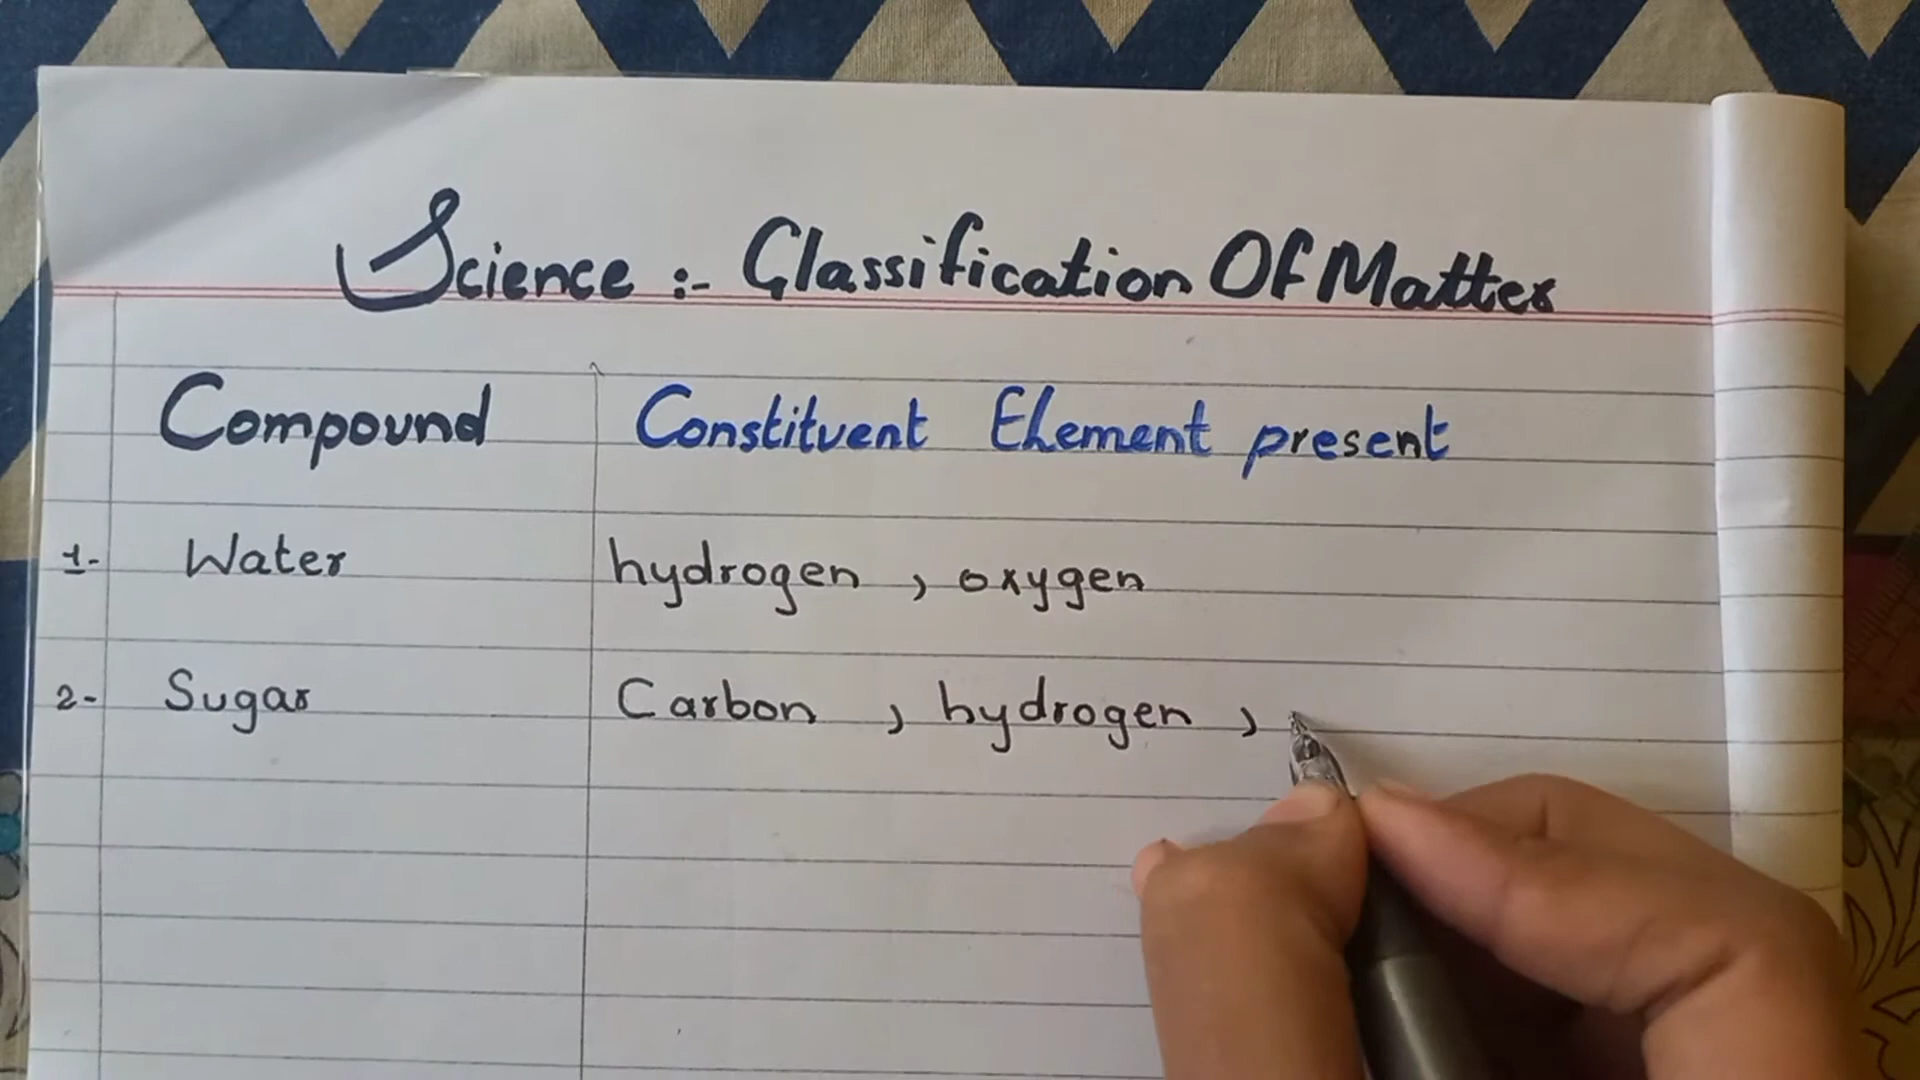 Science :- Classification Of Matter
Compound Constituent Element present
1- Water hydrogen , oxygen
2- Sugar Carbon , hydrogen ,